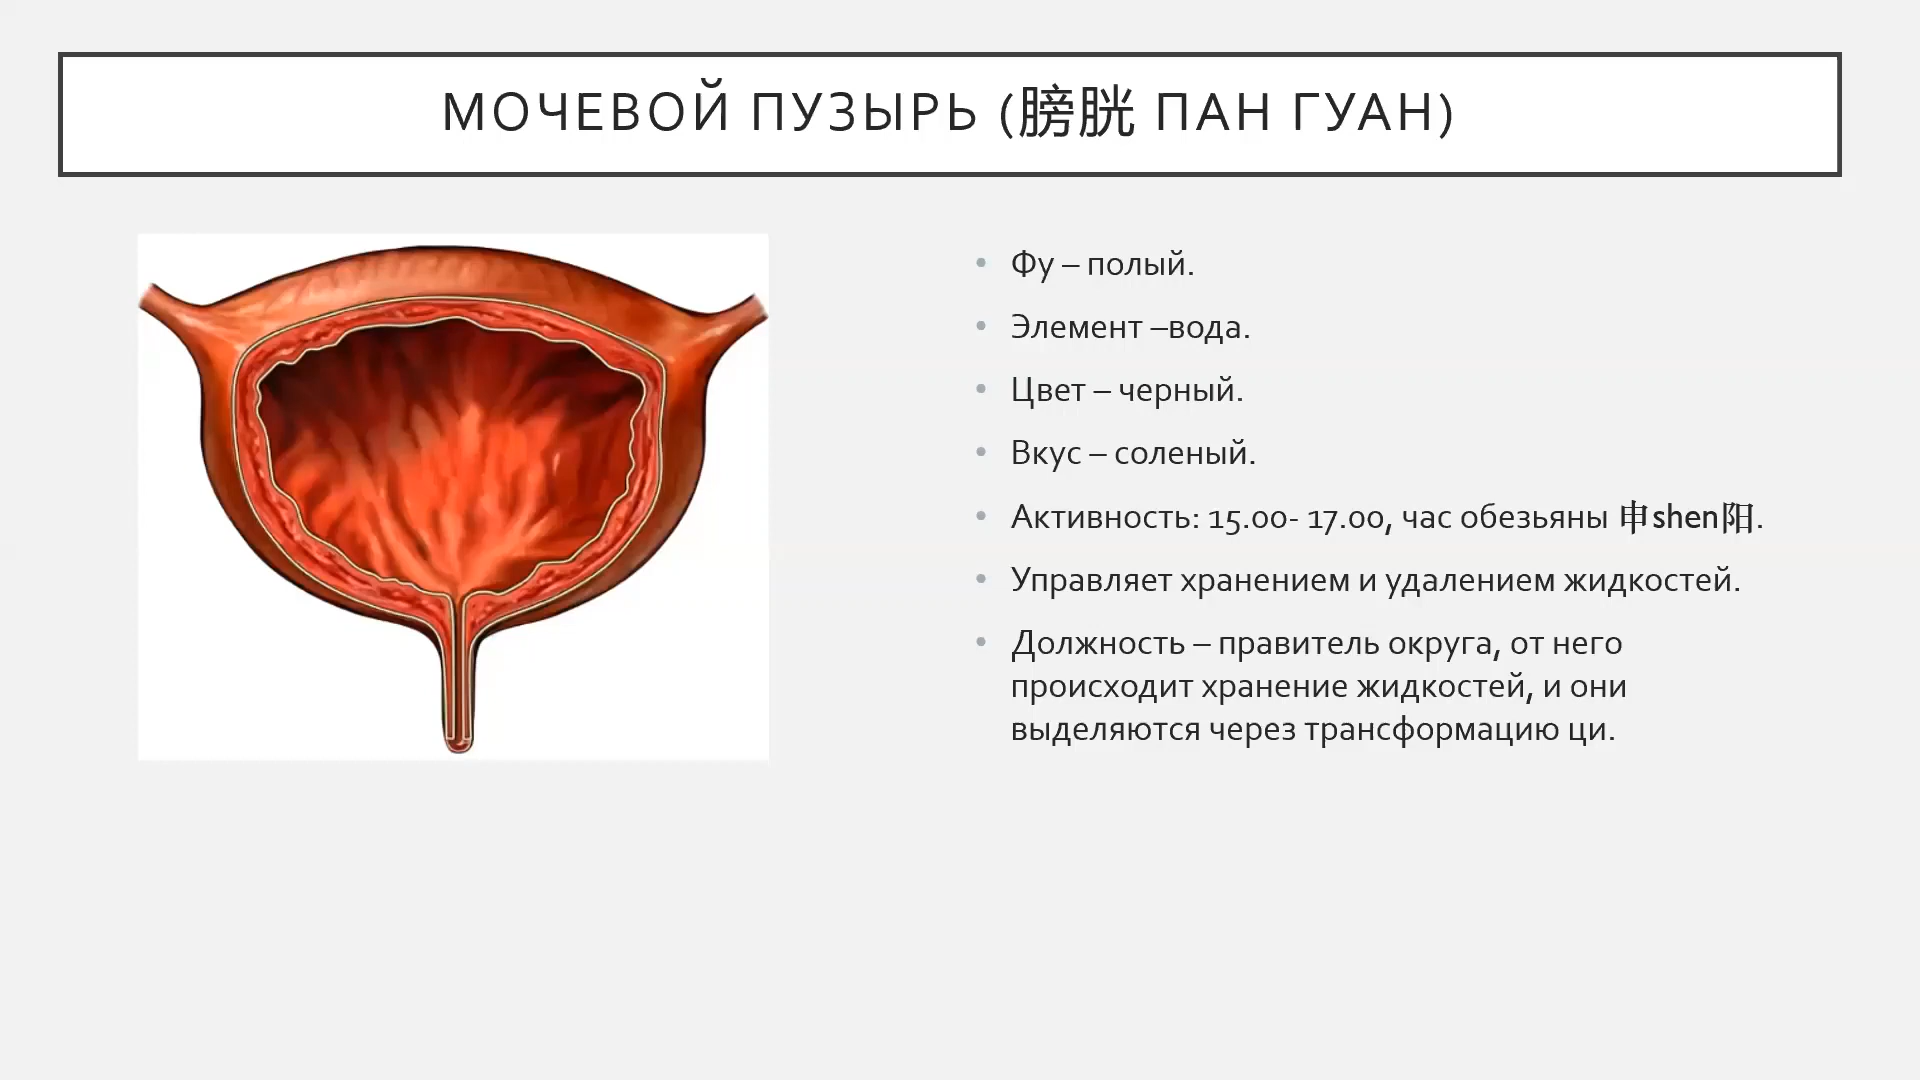 МОЧЕВОЙ ПУЗЫРЬ (膀胱 ПАН ГУАН)
• Фу – полый.
• Элемент –вода.
• Цвет – черный.
• Вкус – соленый.
• Активность: 15.00- 17.00, час обезьяны 申shen阳.
• Управляет хранением и удалением жидкостей.
• Должность – правитель округа, от него
происходит хранение жидкостей, и они
выделяются через трансформацию ци.